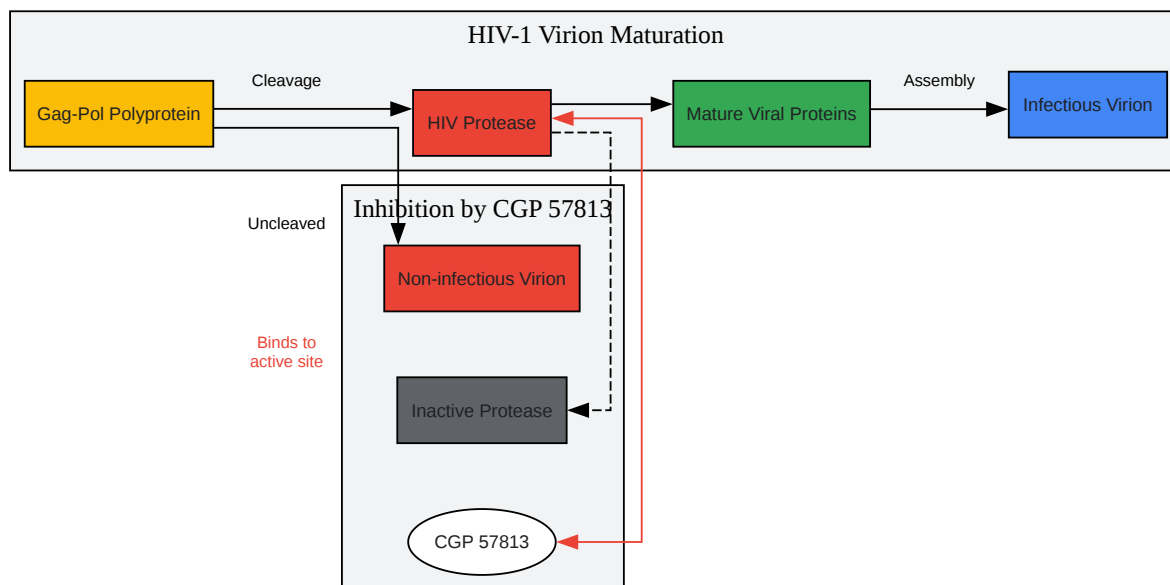 HIV-1 Virion Maturation
Cleavage
Assembly
Gag-Pol Polyprotein
HIV Protease
Mature Viral Proteins
Infectious Virion
Inhibition by CGP 57813
Uncleaved
Non-infectious Virion
Binds to
active site
Inactive Protease
CGP 57813